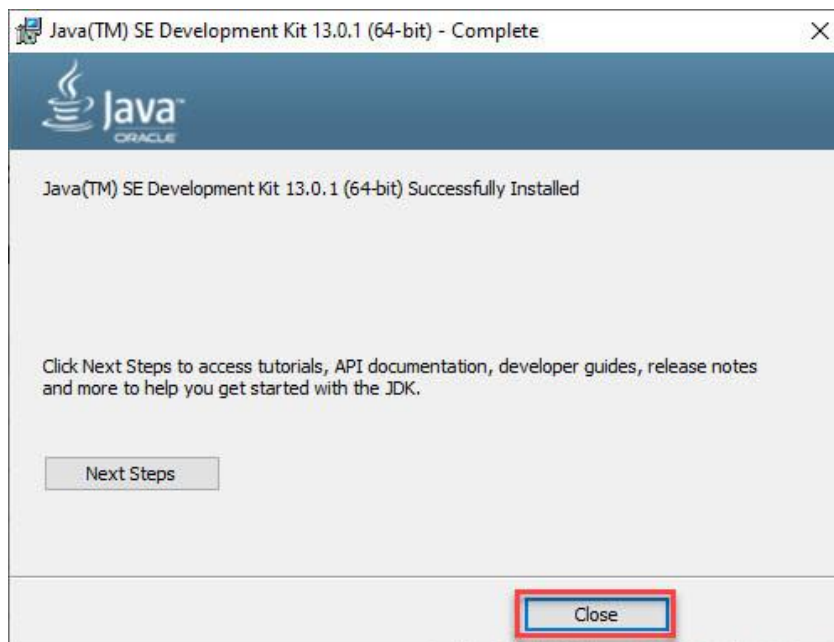 Java(TM) SE Development Kit 13.0.1 (64-bit) - Complete
Java™
ORACLE
Java(TM) SE Development Kit 13.0.1 (64-bit) Successfully Installed
Click Next Steps to access tutorials, API documentation, developer guides, release notes
and more to help you get started with the JDK.
Next Steps
Close